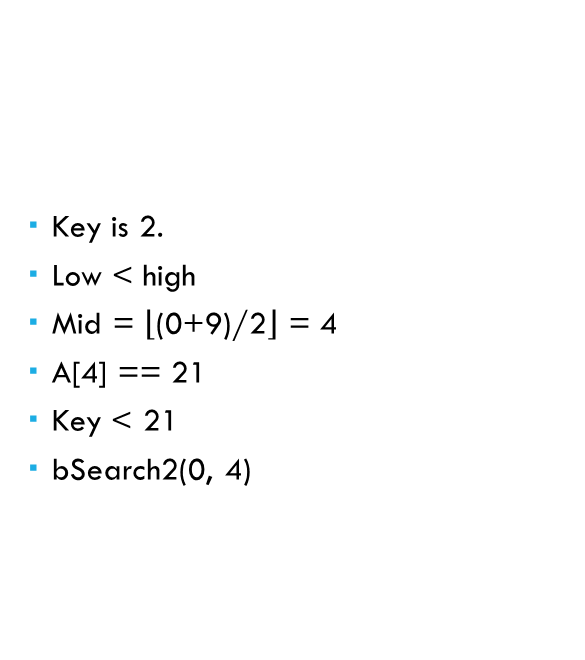 ▪ Key is 2.
▪ Low < high
▪ Mid = ⌊(0+9)/2⌋ = 4
▪ A[4] == 21
▪ Key < 21
▪ bSearch2(0, 4)